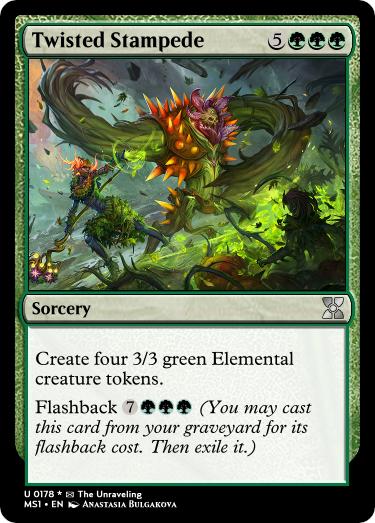 Twisted Stampede 5
Sorcery
Create four 3/3 green Elemental
creature tokens.
Flashback 7 (You may cast
this card from your graveyard for its
flashback cost. Then exile it.)
U 0178 * The Unraveling
MS1 • EN Anastasia Bulgakova